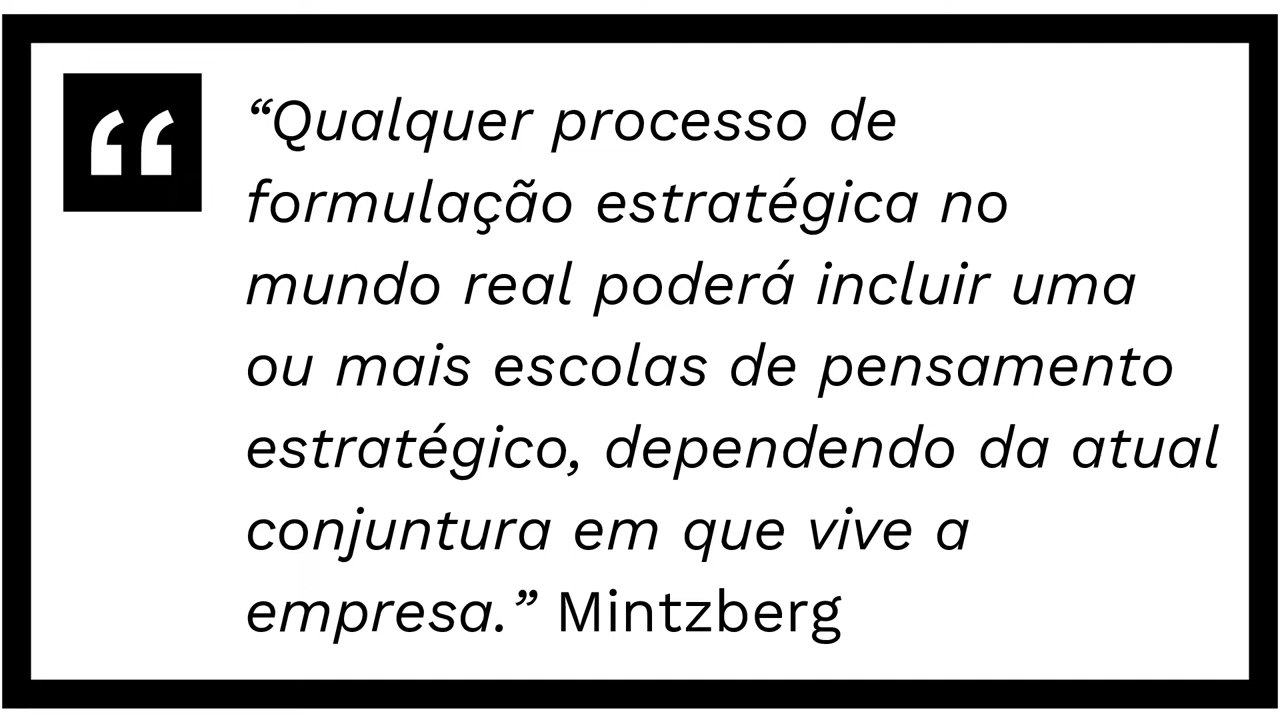 “Qualquer processo de
formulação estratégica no
mundo real poderá incluir uma
ou mais escolas de pensamento
estratégico, dependendo da atual
conjuntura em que vive a
empresa.” Mintzberg